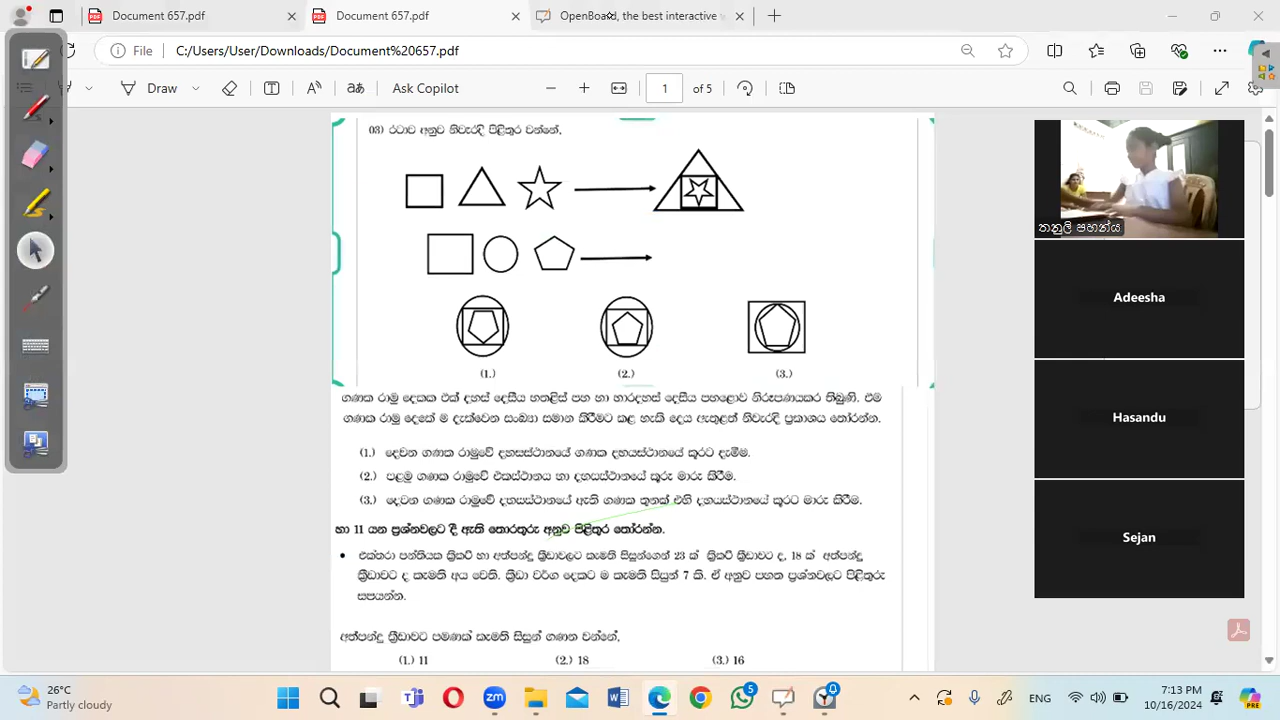 Document 657.pdf
Document 657.pdf
OpenBoard, the best interactive
File
C:/Users/User/Downloads/Document%20657.pdf
Draw
Ask Copilot
1
of 5
03) රටාව අනුව නිවැරදි පිළිතුර වන්නේ,
(1.)
(2.)
(3.)
ගණක රාමු දෙකක එක් දහස් දෙසීය හතළිස් පහ හා හාරදහස් දෙසීය පහළොව නිරූපණයකර තිබුණි. එම
ගණක රාමු දෙකේ ම දැක්වෙන සංඛ්‍යා සමාන කිරීමට කළ හැකි දෙය ඇතුළත් නිවැරදි ප්‍රකාශය තෝරන්න.
(1.) දෙවන ගණක රාමුවේ දහසස්ථානයේ ගණක දහයස්ථානයේ කූරට දැමීම.
(2.) පළමු ගණක රාමුවේ එකස්ථානය හා දහයස්ථානයේ කූරු මාරු කිරීම.
(3.) දෙවන ගණක රාමුවේ දහසස්ථානයේ ඇති ගණක තුනක් එහි දහයස්ථානයේ කූරට මාරු කිරීම.
හා 11 යන ප්‍රශ්නවලට දී ඇති තොරතුරු අනුව පිළිතුර තෝරන්න.
• එක්තරා පන්තියක ක්‍රිකට් හා අත්පන්දු ක්‍රීඩාවලට කැමති සිසුන්ගෙන් 23 ක් ක්‍රිකට් ක්‍රීඩාවට ද, 18 ක් අත්පන්දු
ක්‍රීඩාවට ද කැමති අය වෙති. ක්‍රීඩා වර්ග දෙකට ම කැමති සිසුන් 7 කි. ඒ අනුව පහත ප්‍රශ්නවලට පිළිතුරු
සපයන්න.
අත්පන්දු ක්‍රීඩාවට පමණක් කැමති සිසුන් ගණන වන්නේ,
(1.) 11
(2.) 18
(3.) 16
තනුලි පහන්ය
Adeesha
Hasandu
Sejan
26°C
Partly cloudy
5
ENG
7:13 PM
10/16/2024